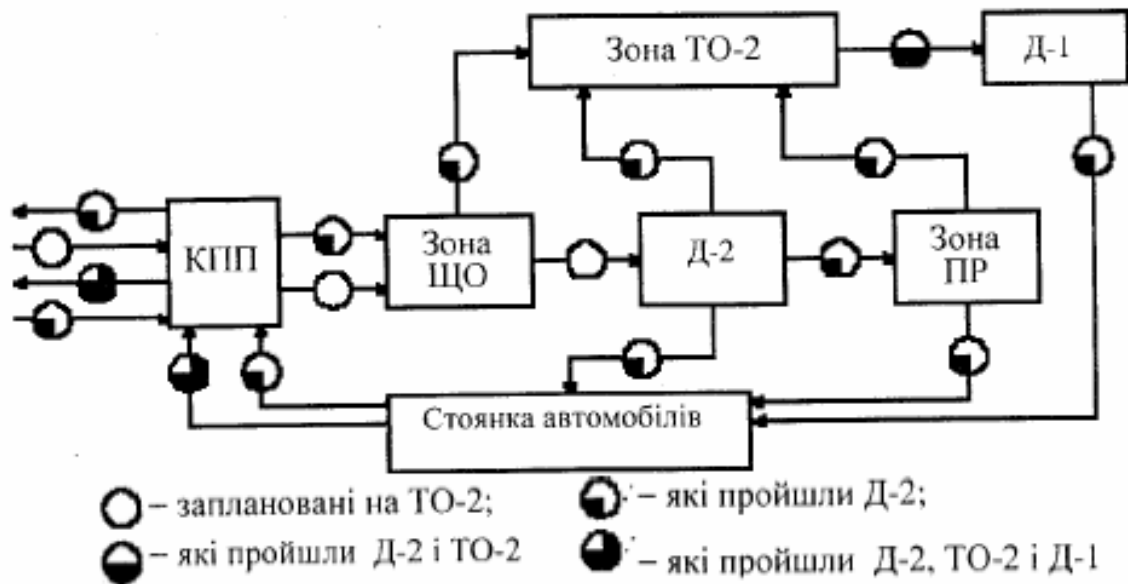 Зона ТО-2
Д-1
КПП
Зона
ЩО
Д-2
Зона
ПР
Стоянка автомобілів
– заплановані на ТО-2;
– які пройшли Д-2;
– які пройшли Д-2 і ТО-2
– які пройшли Д-2, ТО-2 і Д-1